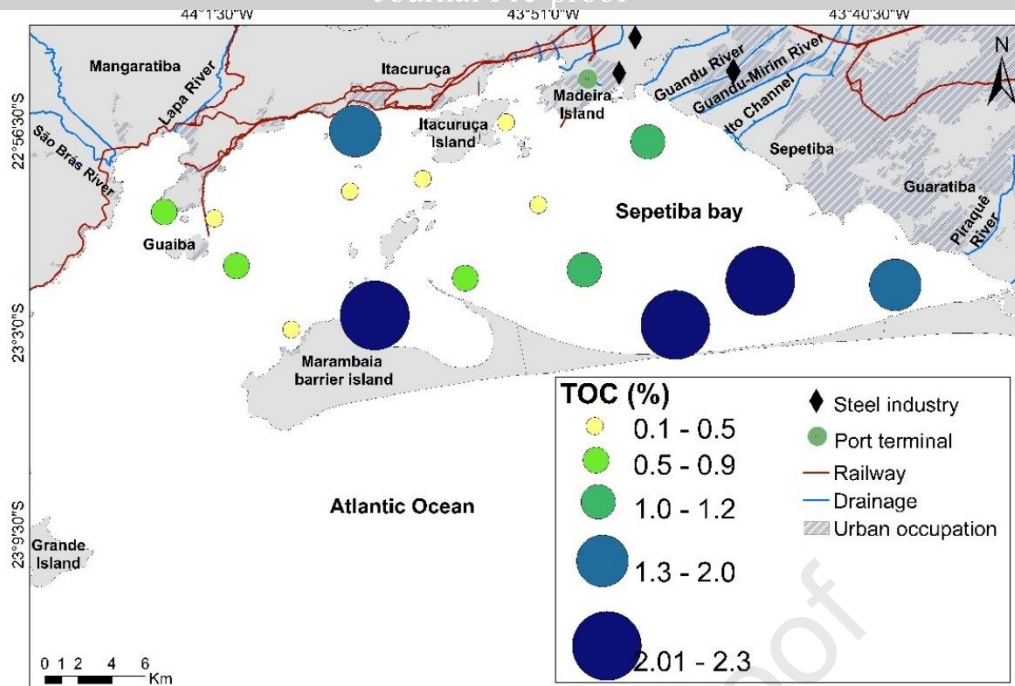 Journal Pre-proof
44°1'30"W
43°51'0"W
43°40'30"W
22°56'30"S
23°3'0"S
23°9'30"S
Mangaratiba
Lapa River
São Brás River
Itacuruça
Itacuruça
Island
Madeira
Island
Guandu River
Guandu-Mirim River
Ito Channel
Sepetiba
Guaratiba
Piraquê
River
N
Guaiba
Sepetiba bay
Marambaia
barrier island
Atlantic Ocean
Grande
Island
0 1 2 4 6
Km
TOC (%)
0.1 - 0.5
0.5 - 0.9
1.0 - 1.2
1.3 - 2.0
2.01 - 2.3
Steel industry
Port terminal
Railway
Drainage
Urban occupation
roof